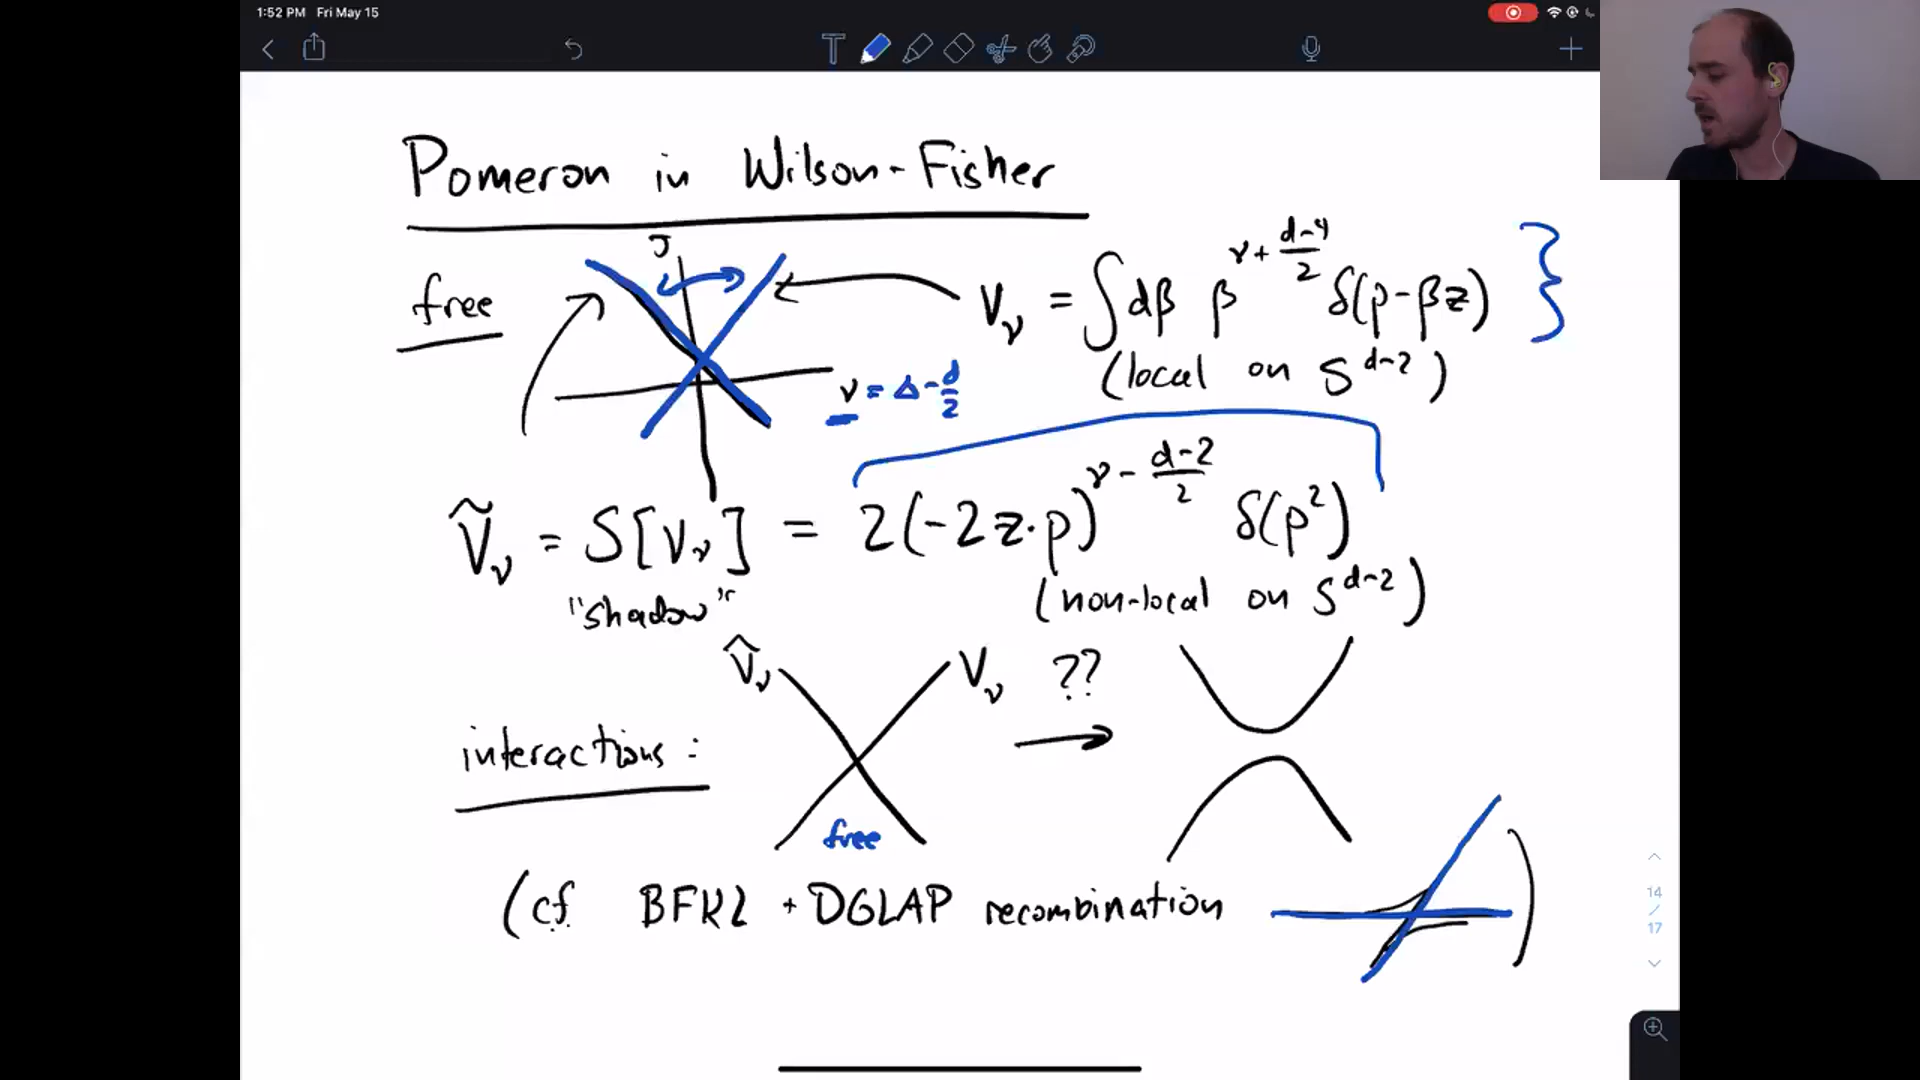 1:52 PM Fri May 15
Pomeron in Wilson-Fisher
free
J
V_ν = ∫dβ β^{ν + (d-4)/2} δ(p-βz)
(local on S^{d-2})
ν = Δ - d/2
Ṽ_ν = S[V_ν] = 2(-2z·p)^{ν - (d-2)/2} δ(p²)
"shadow"
(non-local on S^{d-2})
Ṽ_ν V_ν ??
interactions:
free
(cf. BFKL + DGLAP recombination )
14
/
17